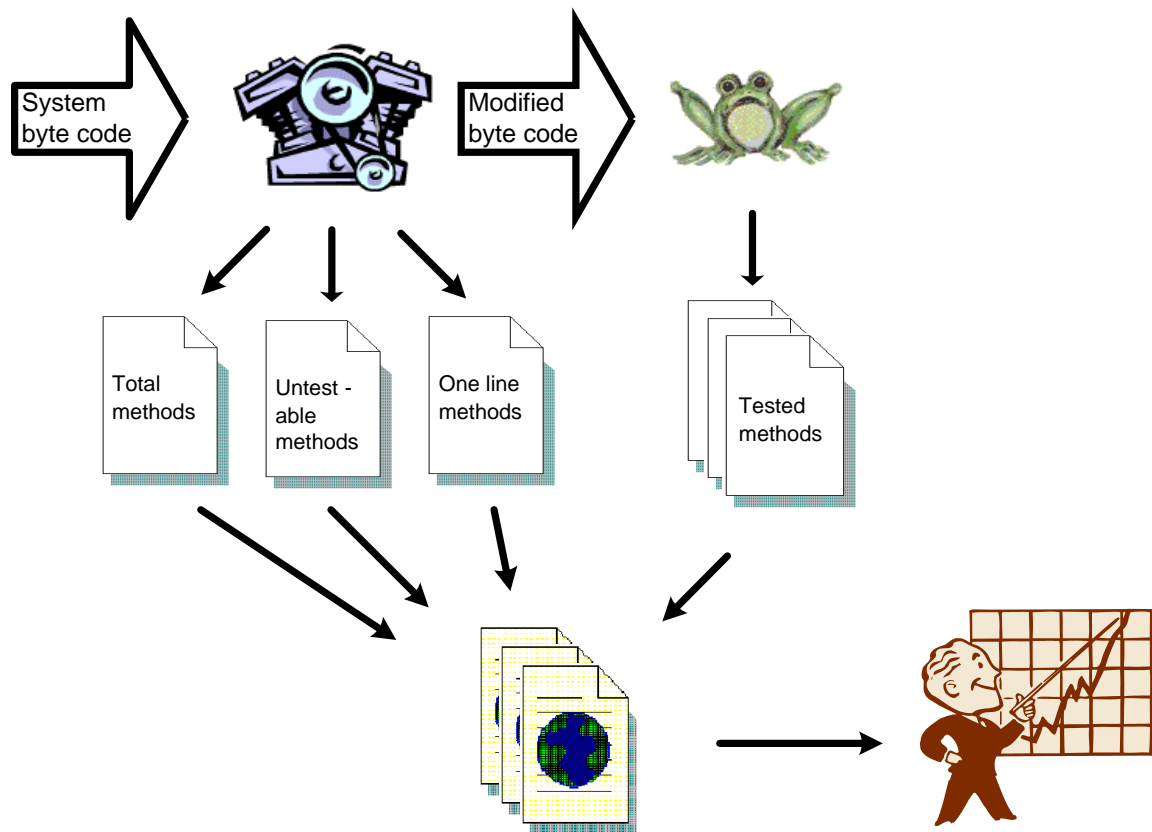 System
byte code
Modified
byte code
Total
methods
Untest -
able
methods
One line
methods
Tested
methods